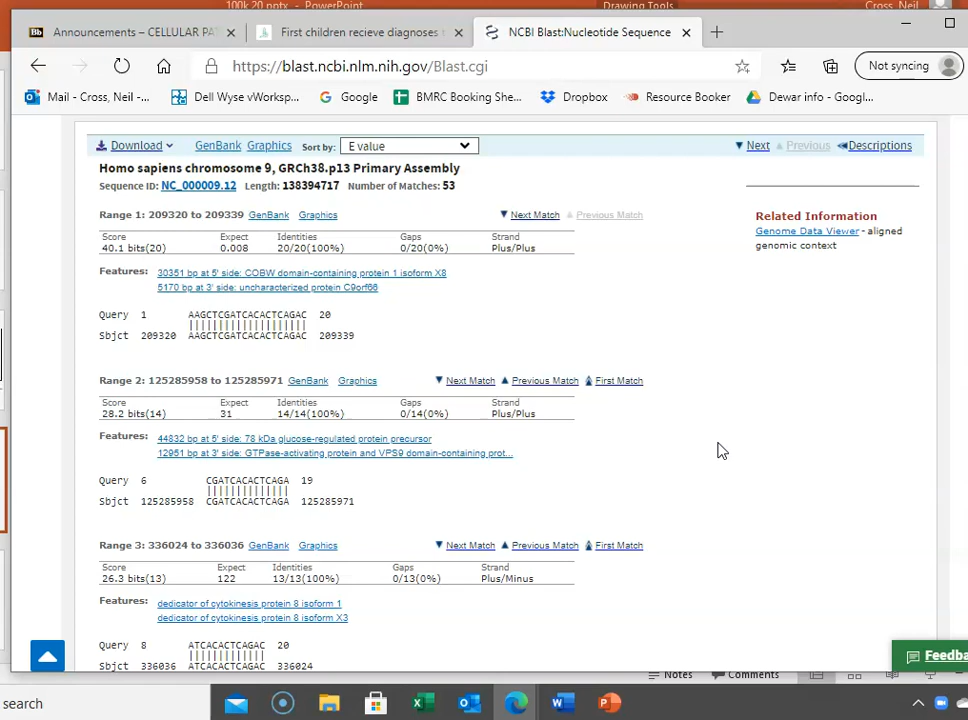 100k 20.pptx - PowerPoint
Drawing Tools
Cross, Neil
Bb Announcements – CELLULAR PA
First children recieve diagnoses
NCBI Blast:Nucleotide Sequence
https://blast.ncbi.nlm.nih.gov/Blast.cgi
Not syncing
Mail - Cross, Neil -...
Dell Wyse vWorksp...
Google
BMRC Booking She...
Dropbox
Resource Booker
Dewar info - Googl...
Download GenBank Graphics Sort by: E value
Next Previous Descriptions
Homo sapiens chromosome 9, GRCh38.p13 Primary Assembly
Sequence ID: NC_000009.12 Length: 138394717 Number of Matches: 53
Related Information
Genome Data Viewer - aligned
genomic context
Range 1: 209320 to 209339 GenBank Graphics Next Match Previous Match
Score Expect Identities Gaps Strand
40.1 bits(20) 0.008 20/20(100%) 0/20(0%) Plus/Plus
Features: 30351 bp at 5' side: COBW domain-containing protein 1 isoform X8
5170 bp at 3' side: uncharacterized protein C9orf66
Query 1 AAGCTCGATCACACTCAGAC 20
Sbjct 209320 AAGCTCGATCACACTCAGAC 209339
Range 2: 125285958 to 125285971 GenBank Graphics Next Match Previous Match First Match
Score Expect Identities Gaps Strand
28.2 bits(14) 31 14/14(100%) 0/14(0%) Plus/Plus
Features: 44832 bp at 5' side: 78 kDa glucose-regulated protein precursor
12951 bp at 3' side: GTPase-activating protein and VPS9 domain-containing prot...
Query 6 CGATCACACTCAGA 19
Sbjct 125285958 CGATCACACTCAGA 125285971
Range 3: 336024 to 336036 GenBank Graphics Next Match Previous Match First Match
Score Expect Identities Gaps Strand
26.3 bits(13) 122 13/13(100%) 0/13(0%) Plus/Minus
Features: dedicator of cytokinesis protein 8 isoform 1
dedicator of cytokinesis protein 8 isoform X3
Query 8 ATCACACTCAGAC 20
Sbjct 336036 ATCACACTCAGAC 336024
Feedba
Notes
Comments
search